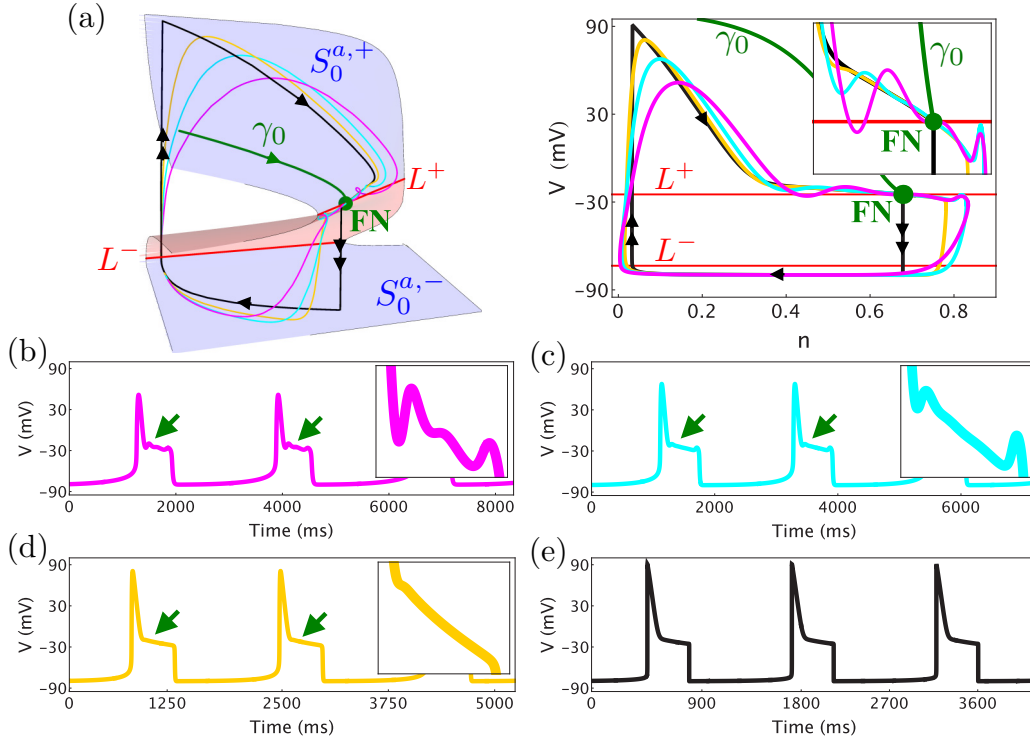 (a)
S₀ᵃ,⁺
γ₀
L⁺
FN
L⁻
S₀ᵃ,⁻
V (mV)
90
30
−30
−90
γ₀
γ₀
FN
L⁺
FN
L⁻
0 0.2 0.4 0.6 0.8
n
(b)
V (mV)
90
30
−30
−90
0 2000 4000 6000 8000
Time (ms)
(c)
V (mV)
90
30
−30
−90
0 2000 4000 6000
Time (ms)
(d)
V (mV)
90
30
−30
−90
0 1250 2500 3750 5000
Time (ms)
(e)
V (mV)
90
30
−30
−90
0 900 1800 2700 3600
Time (ms)